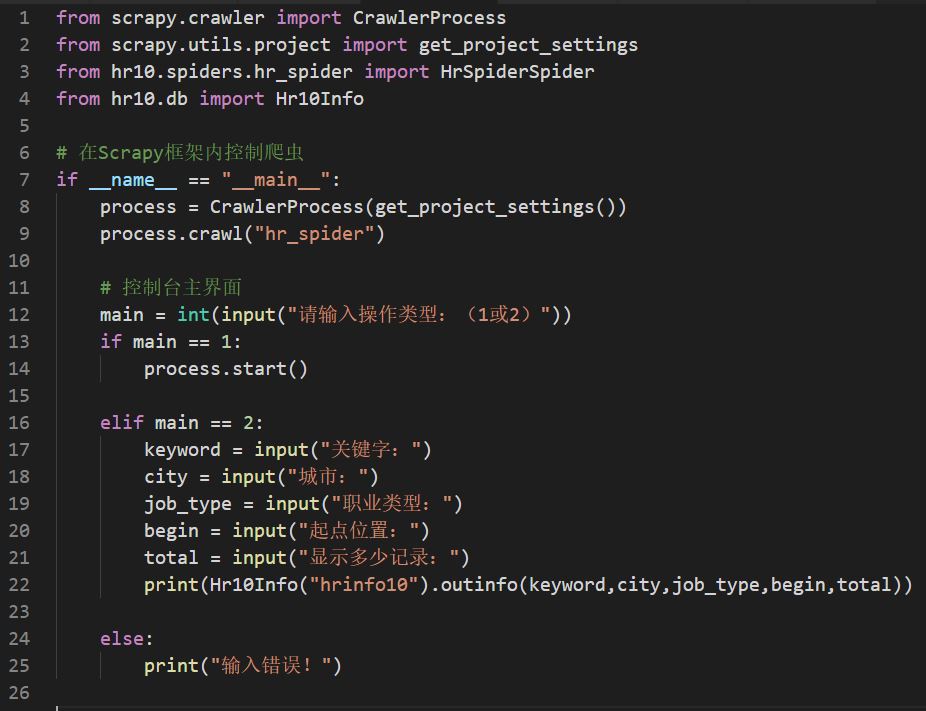 1 from scrapy.crawler import CrawlerProcess
2 from scrapy.utils.project import get_project_settings
3 from hr10.spiders.hr_spider import HrSpiderSpider
4 from hr10.db import Hr10Info
5
6 # 在Scrapy框架内控制爬虫
7 if __name__ == "__main__":
8     process = CrawlerProcess(get_project_settings())
9     process.crawl("hr_spider")
10
11     # 控制台主界面
12     main = int(input("请输入操作类型：（1或2）"))
13     if main == 1:
14         process.start()
15
16     elif main == 2:
17         keyword = input("关键字：")
18         city = input("城市：")
19         job_type = input("职业类型：")
20         begin = input("起点位置：")
21         total = input("显示多少记录：")
22         print(Hr10Info("hrinfo10").outinfo(keyword,city,job_type,begin,total))
23
24     else:
25         print("输入错误！")
26